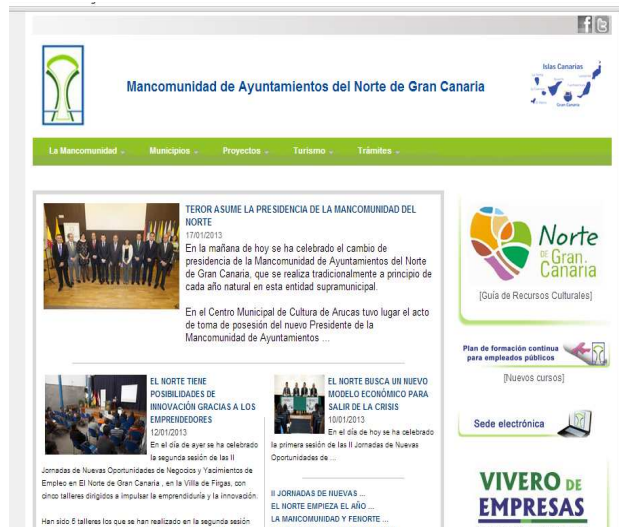 Mancomunidad de Ayuntamientos del Norte de Gran Canaria
Islas Canarias
Gran Canaria
La Mancomunidad
Municipios
Proyectos
Turismo
Trámites
TEROR ASUME LA PRESIDENCIA DE LA MANCOMUNIDAD DEL
NORTE
17/01/2013
En la mañana de hoy se ha celebrado el cambio de
presidencia de la Mancomunidad de Ayuntamientos del Norte
de Gran Canaria, que se realiza tradicionalmente a principio de
cada año natural en esta entidad supramunicipal.
En el Centro Municipal de Cultura de Arucas tuvo lugar el acto
de toma de posesión del nuevo Presidente de la
Mancomunidad de Ayuntamientos ...
EL NORTE TIENE
POSIBILIDADES DE
INNOVACIÓN GRACIAS A LOS
EMPRENDEDORES
12/01/2013
En el día de ayer se ha celebrado
la segunda sesión de las II
Jornadas de Nuevas Oportunidades de Negocios y Yacimientos de
Empleo en El Norte de Gran Canaria , en la Villa de Firgas, con
cinco talleres dirigidos a impulsar la emprendiduría y la innovación.
Han sido 5 talleres los que se han realizado en la segunda sesión
EL NORTE BUSCA UN NUEVO
MODELO ECONÓMICO PARA
SALIR DE LA CRISIS
10/01/2013
En el día de hoy se ha celebrado
la primera sesión de las II Jornadas de Nuevas
Oportunidades de ...
II JORNADAS DE NUEVAS ...
EL NORTE EMPIEZA EL AÑO ...
LA MANCOMUNIDAD Y FENORTE ...
Norte
DE Gran
Canaria
[Guía de Recursos Culturales]
Plan de formación continua
para empleados públicos
[Nuevos cursos]
Sede electrónica
VIVERO DE
EMPRESAS